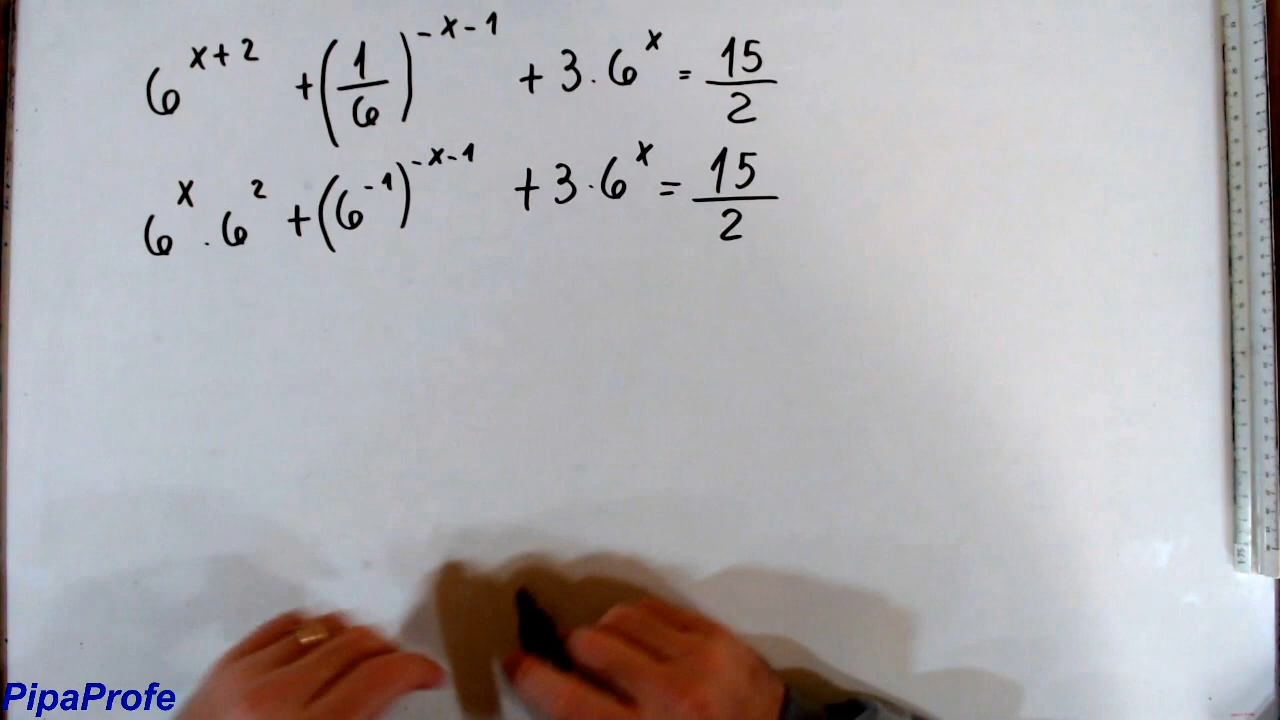 6^{x+2} + (1/6)^{-x-1} + 3 · 6^x = 15/2
6^x · 6^2 + (6^{-1})^{-x-1} + 3 · 6^x = 15/2
PipaProfe